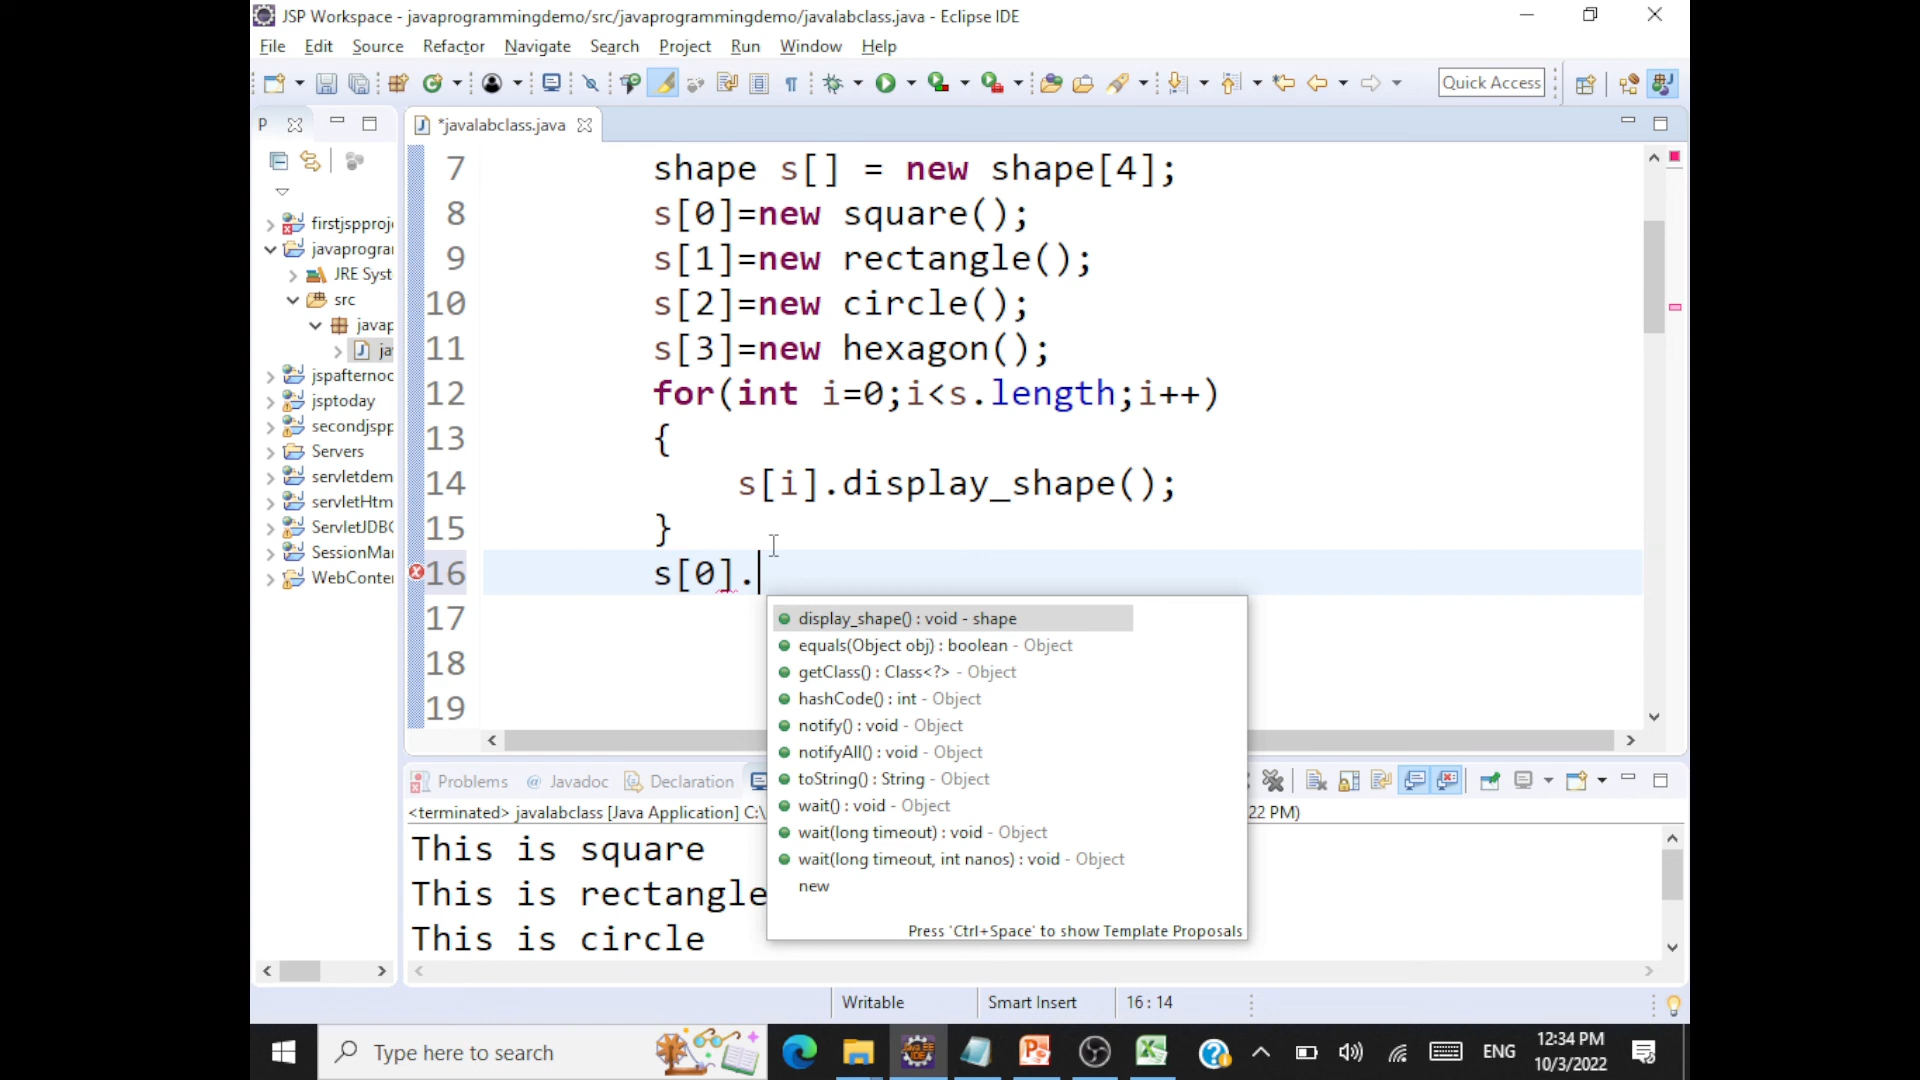 JSP Workspace - javaprogrammingdemo/src/javaprogrammingdemo/javalabclass.java - Eclipse IDE
File Edit Source Refactor Navigate Search Project Run Window Help
Quick Access
P
*javalabclass.java
firstjspproj
javaprograi
JRE Syst
src
javap
ja
jspafternoc
jsptoday
secondjspp
Servers
servletdem
servletHtm
ServletJDBC
SessionMa
WebConte
7 shape s[] = new shape[4];
8 s[0]=new square();
9 s[1]=new rectangle();
10 s[2]=new circle();
11 s[3]=new hexagon();
12 for(int i=0;i<s.length;i++)
13 {
14 s[i].display_shape();
15 }
16 s[0].
17
18
19
display_shape() : void - shape
equals(Object obj) : boolean - Object
getClass() : Class<?> - Object
hashCode() : int - Object
notify() : void - Object
notifyAll() : void - Object
toString() : String - Object
wait() : void - Object
wait(long timeout) : void - Object
wait(long timeout, int nanos) : void - Object
new
Press 'Ctrl+Space' to show Template Proposals
Problems @ Javadoc Declaration
<terminated> javalabclass [Java Application] C:\ 22 PM)
This is square
This is rectangle
This is circle
Writable Smart Insert 16 : 14
Type here to search
ENG
12:34 PM
10/3/2022